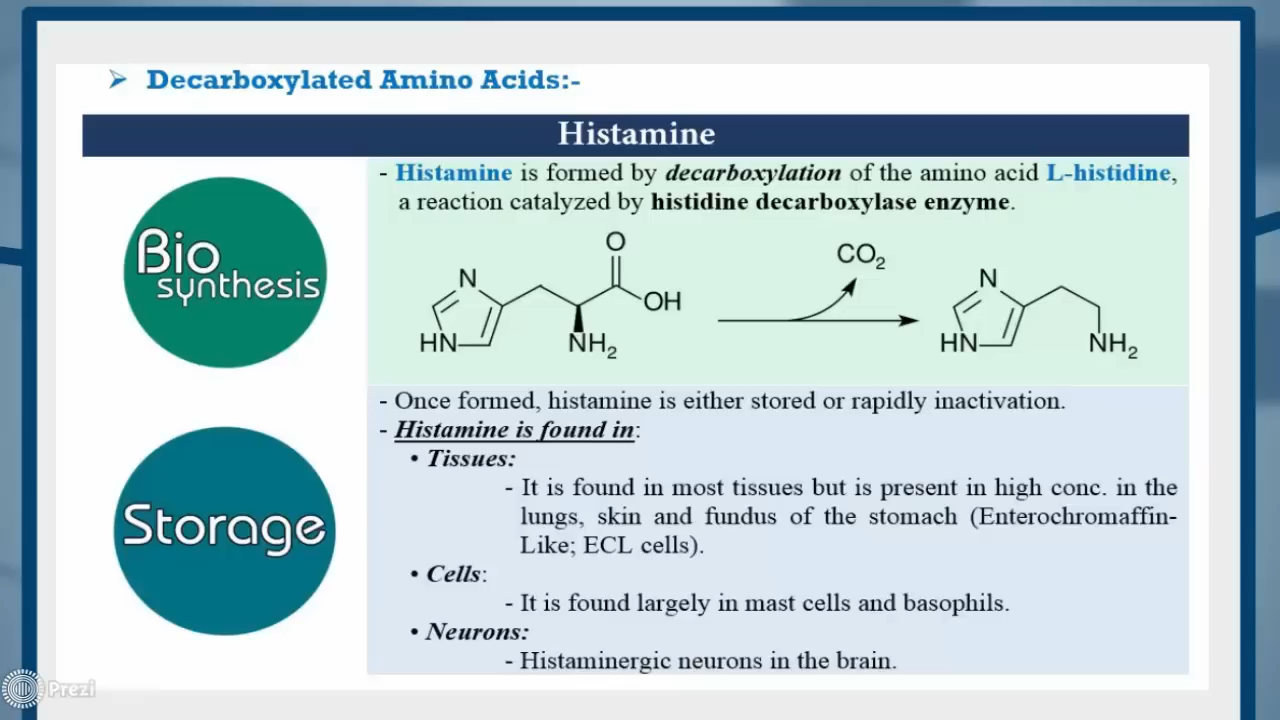 ➢ Decarboxylated Amino Acids:-
Histamine
Bio
synthesis
- Histamine is formed by decarboxylation of the amino acid L-histidine,
a reaction catalyzed by histidine decarboxylase enzyme.
O
CO2
N
N
OH
HN
NH2
HN
NH2
Storage
- Once formed, histamine is either stored or rapidly inactivation.
- Histamine is found in:
• Tissues:
- It is found in most tissues but is present in high conc. in the
lungs, skin and fundus of the stomach (Enterochromaffin-
Like; ECL cells).
• Cells:
- It is found largely in mast cells and basophils.
• Neurons:
- Histaminergic neurons in the brain.
Prezi